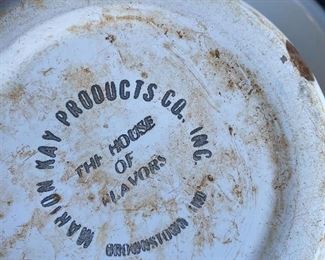 MARION KAY PRODUCTS CO., INC.
THE HOUSE
OF
FLAVORS
BROWNSTOWN, IND